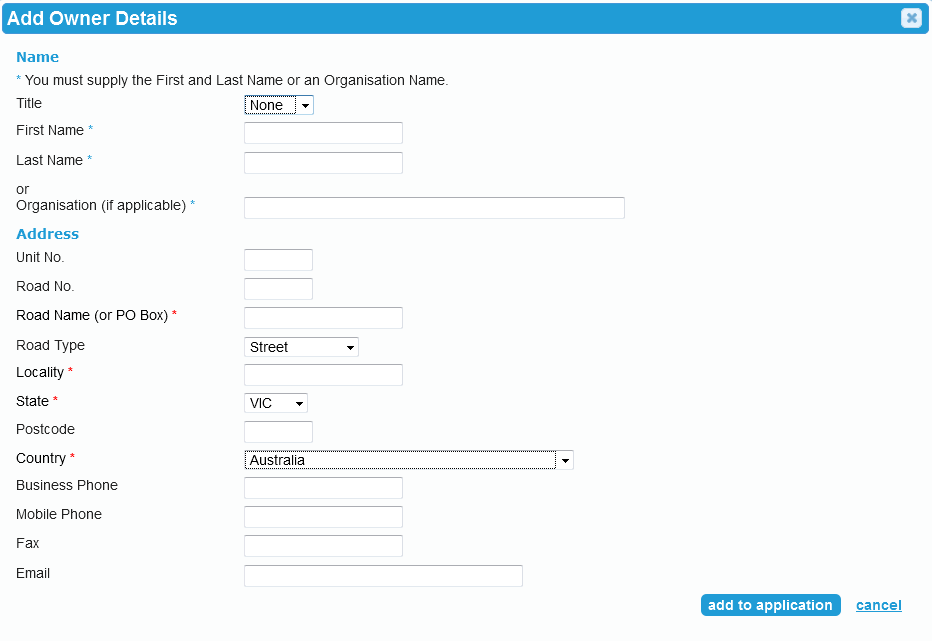 Add Owner Details
Name
* You must supply the First and Last Name or an Organisation Name.
Title None
First Name *
Last Name *
or
Organisation (if applicable) *
Address
Unit No.
Road No.
Road Name (or PO Box) *
Road Type Street
Locality *
State * VIC
Postcode
Country * Australia
Business Phone
Mobile Phone
Fax
Email
add to application cancel